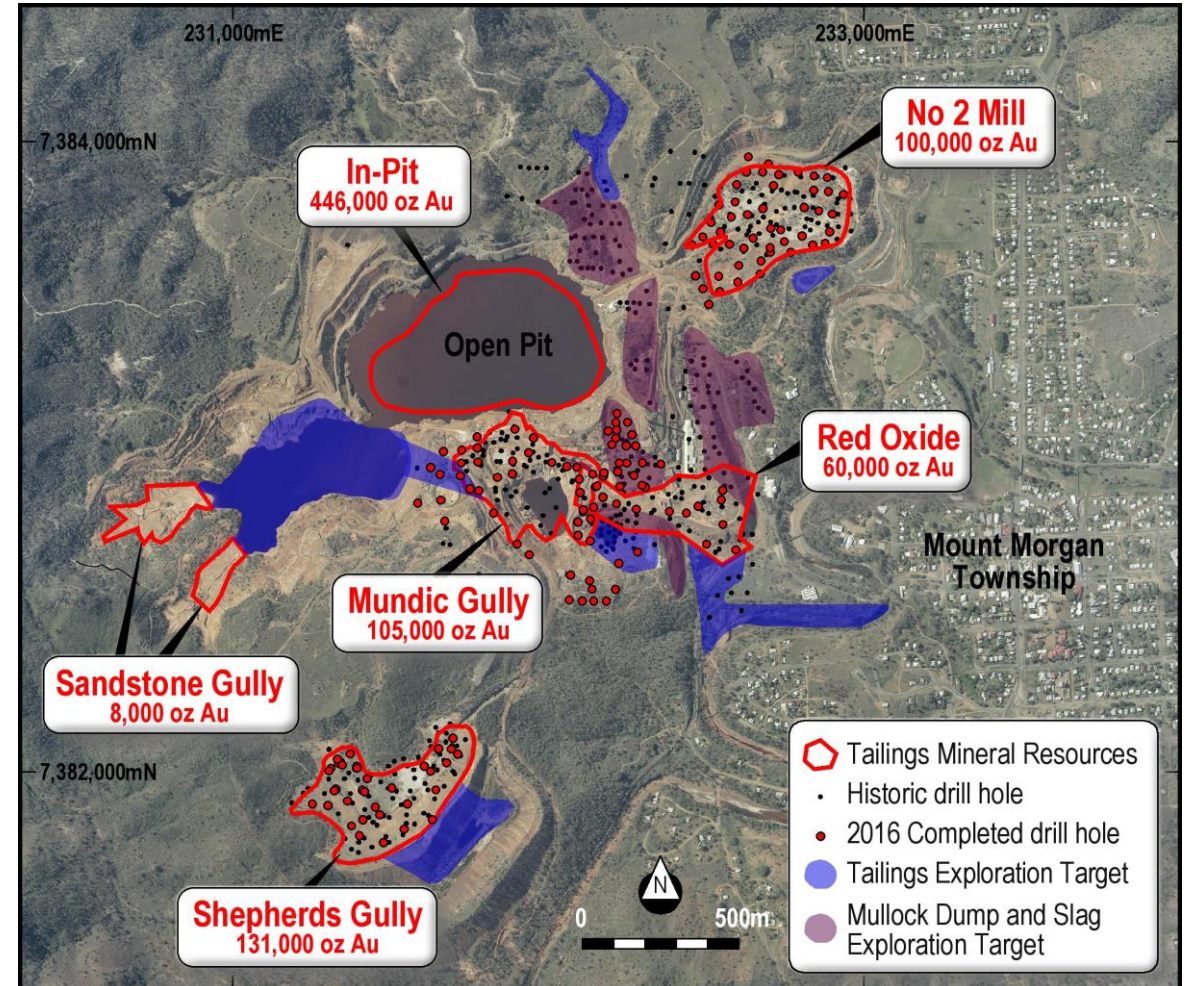 231,000mE
233,000mE
7,384,000mN
No 2 Mill
100,000 oz Au
In-Pit
446,000 oz Au
Open Pit
Red Oxide
60,000 oz Au
Mount Morgan
Township
Mundic Gully
105,000 oz Au
Sandstone Gully
8,000 oz Au
7,382,000mN
Shepherds Gully
131,000 oz Au
N
0
500m
Tailings Mineral Resources
Historic drill hole
2016 Completed drill hole
Tailings Exploration Target
Mullock Dump and Slag
Exploration Target